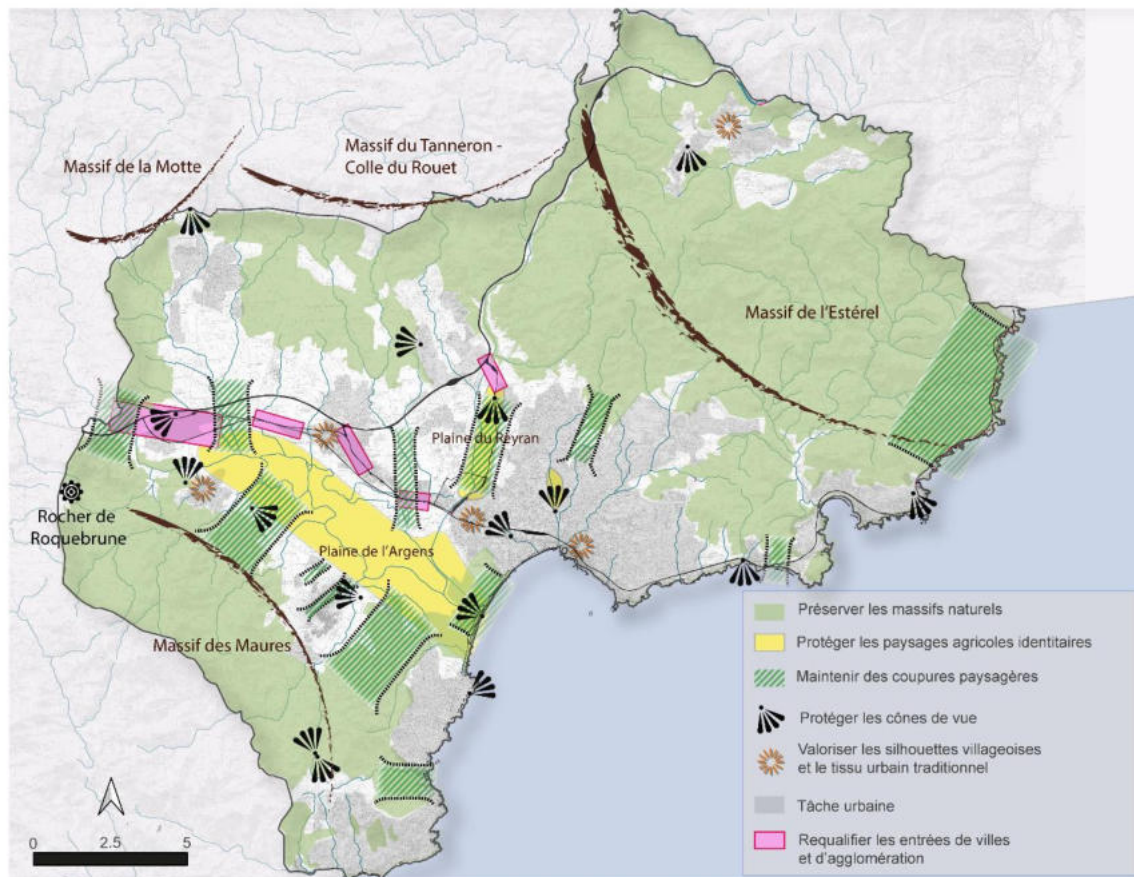 Massif de la Motte
Massif du Tanneron -
Colle du Rouet
Massif de l'Estérel
Plaine du Reyran
Rocher de
Roquebrune
Plaine de l'Argens
Massif des Maures
0
2.5
5
Préserver les massifs naturels
Protéger les paysages agricoles identitaires
Maintenir des coupures paysagères
Protéger les cônes de vue
Valoriser les silhouettes villageoises
et le tissu urbain traditionnel
Tâche urbaine
Requalifier les entrées de villes
et d'agglomération